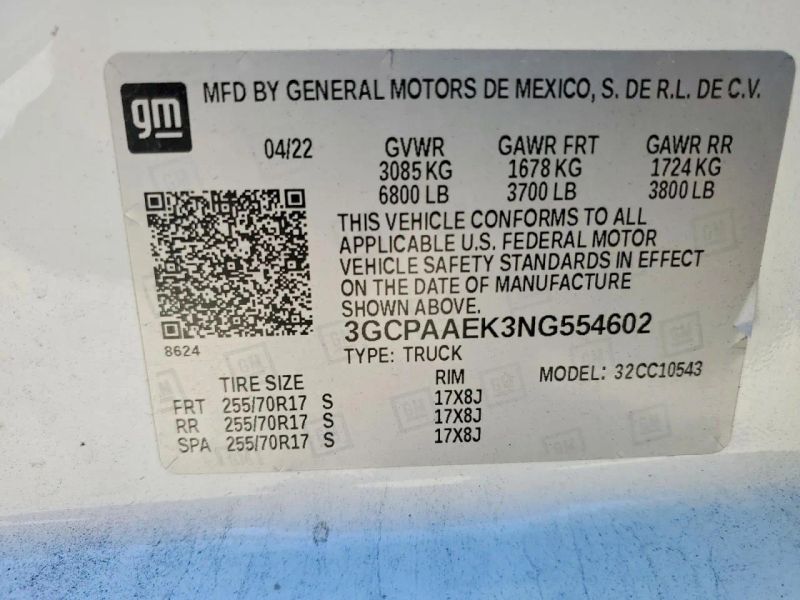 gm MFD BY GENERAL MOTORS DE MEXICO, S. DE R.L. DE C.V.
04/22 GVWR GAWR FRT GAWR RR
3085 KG 1678 KG 1724 KG
6800 LB 3700 LB 3800 LB
THIS VEHICLE CONFORMS TO ALL
APPLICABLE U.S. FEDERAL MOTOR
VEHICLE SAFETY STANDARDS IN EFFECT
ON THE DATE OF MANUFACTURE
SHOWN ABOVE.
3GCPAAEK3NG554602
8624 TYPE: TRUCK
TIRE SIZE RIM MODEL: 32CC10543
FRT 255/70R17 S 17X8J
RR 255/70R17 S 17X8J
SPA 255/70R17 S 17X8J